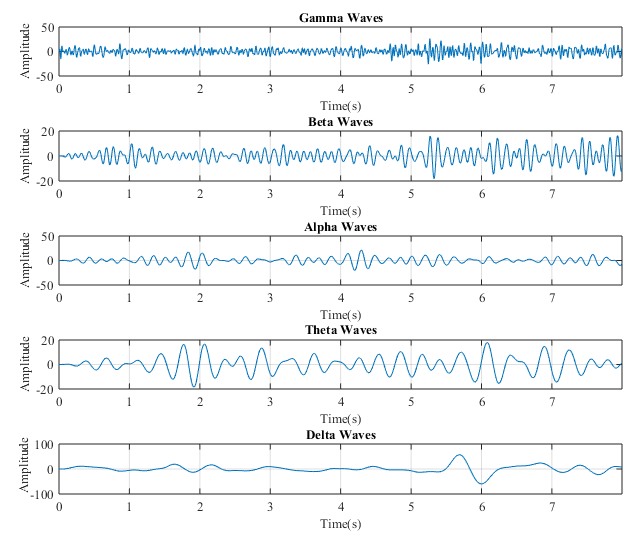 Gamma Waves
50
0
-50
Amplitude
0 1 2 3 4 5 6 7
Time(s)
Beta Waves
20
0
-20
Amplitude
0 1 2 3 4 5 6 7
Time(s)
Alpha Waves
50
0
-50
Amplitude
0 1 2 3 4 5 6 7
Time(s)
Theta Waves
20
0
-20
Amplitude
0 1 2 3 4 5 6 7
Time(s)
Delta Waves
100
0
-100
Amplitude
0 1 2 3 4 5 6 7
Time(s)